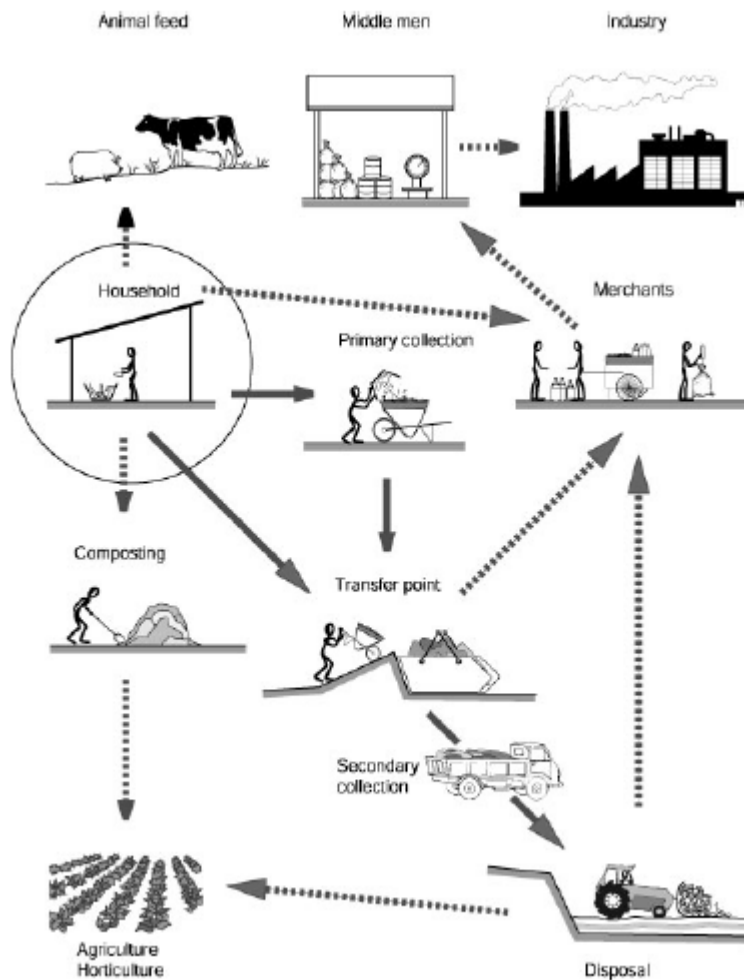 Animal feed
Middle men
Industry
Household
Merchants
Primary collection
Composting
Transfer point
Secondary
collection
Agriculture
Horticulture
Disposal